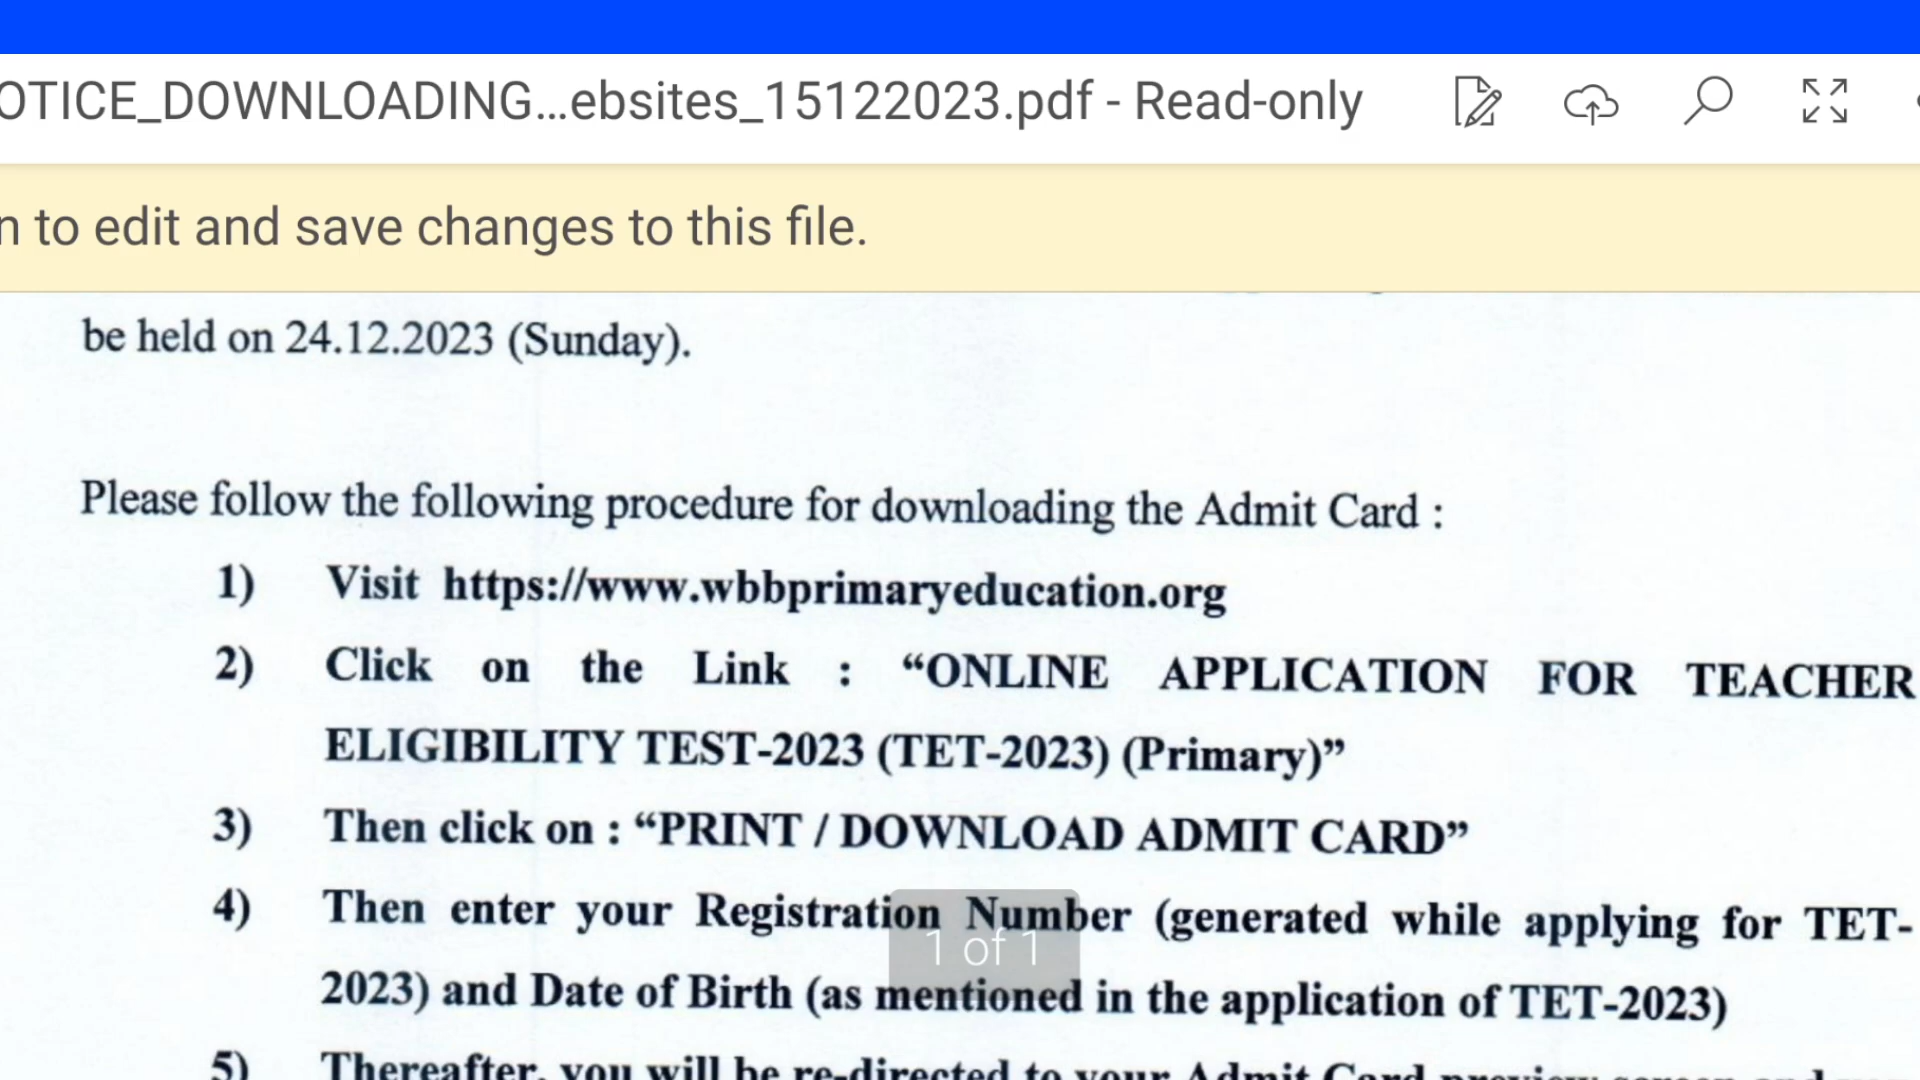 OTICE_DOWNLOADING...ebsites_15122023.pdf - Read-only
n to edit and save changes to this file.
be held on 24.12.2023 (Sunday).
Please follow the following procedure for downloading the Admit Card :
1) Visit https://www.wbbprimaryeducation.org
2) Click on the Link : “ONLINE APPLICATION FOR TEACHER
ELIGIBILITY TEST-2023 (TET-2023) (Primary)”
3) Then click on : “PRINT / DOWNLOAD ADMIT CARD”
4) Then enter your Registration Number (generated while applying for TET-
1 of 1
2023) and Date of Birth (as mentioned in the application of TET-2023)
5) Thereafter, you will be re-directed to your Admit Card preview screen and